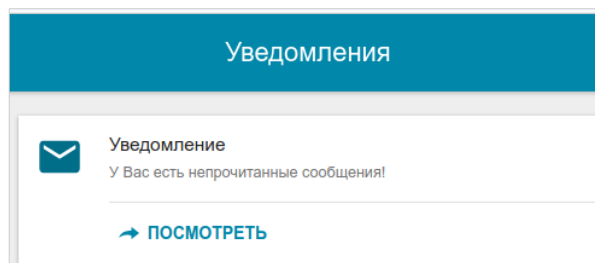 Уведомления
Уведомление
У Вас есть непрочитанные сообщения!
ПОСМОТРЕТЬ